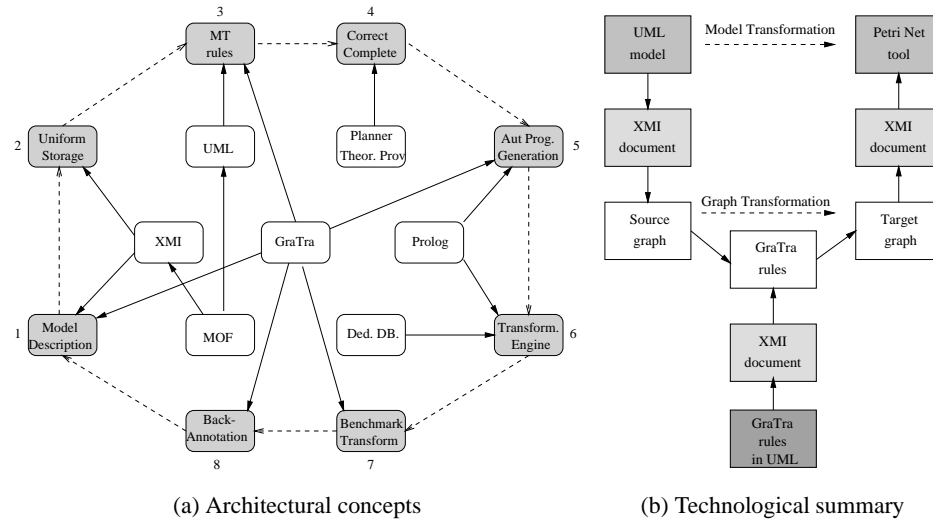 3
4
MT
rules
Correct
Complete
2
Uniform
Storage
UML
Planner
Theor. Prov
Aut Prog.
Generation
5
XMI
GraTra
Prolog
1
Model
Description
MOF
Ded. DB.
Transform.
Engine
6
Back-
Annotation
Benchmark
Transform
8
7
(a) Architectural concepts
UML
model
Model Transformation
Petri Net
tool
XMI
document
XMI
document
Graph Transformation
Source
graph
GraTra
rules
Target
graph
XMI
document
GraTra
rules
in UML
(b) Technological summary